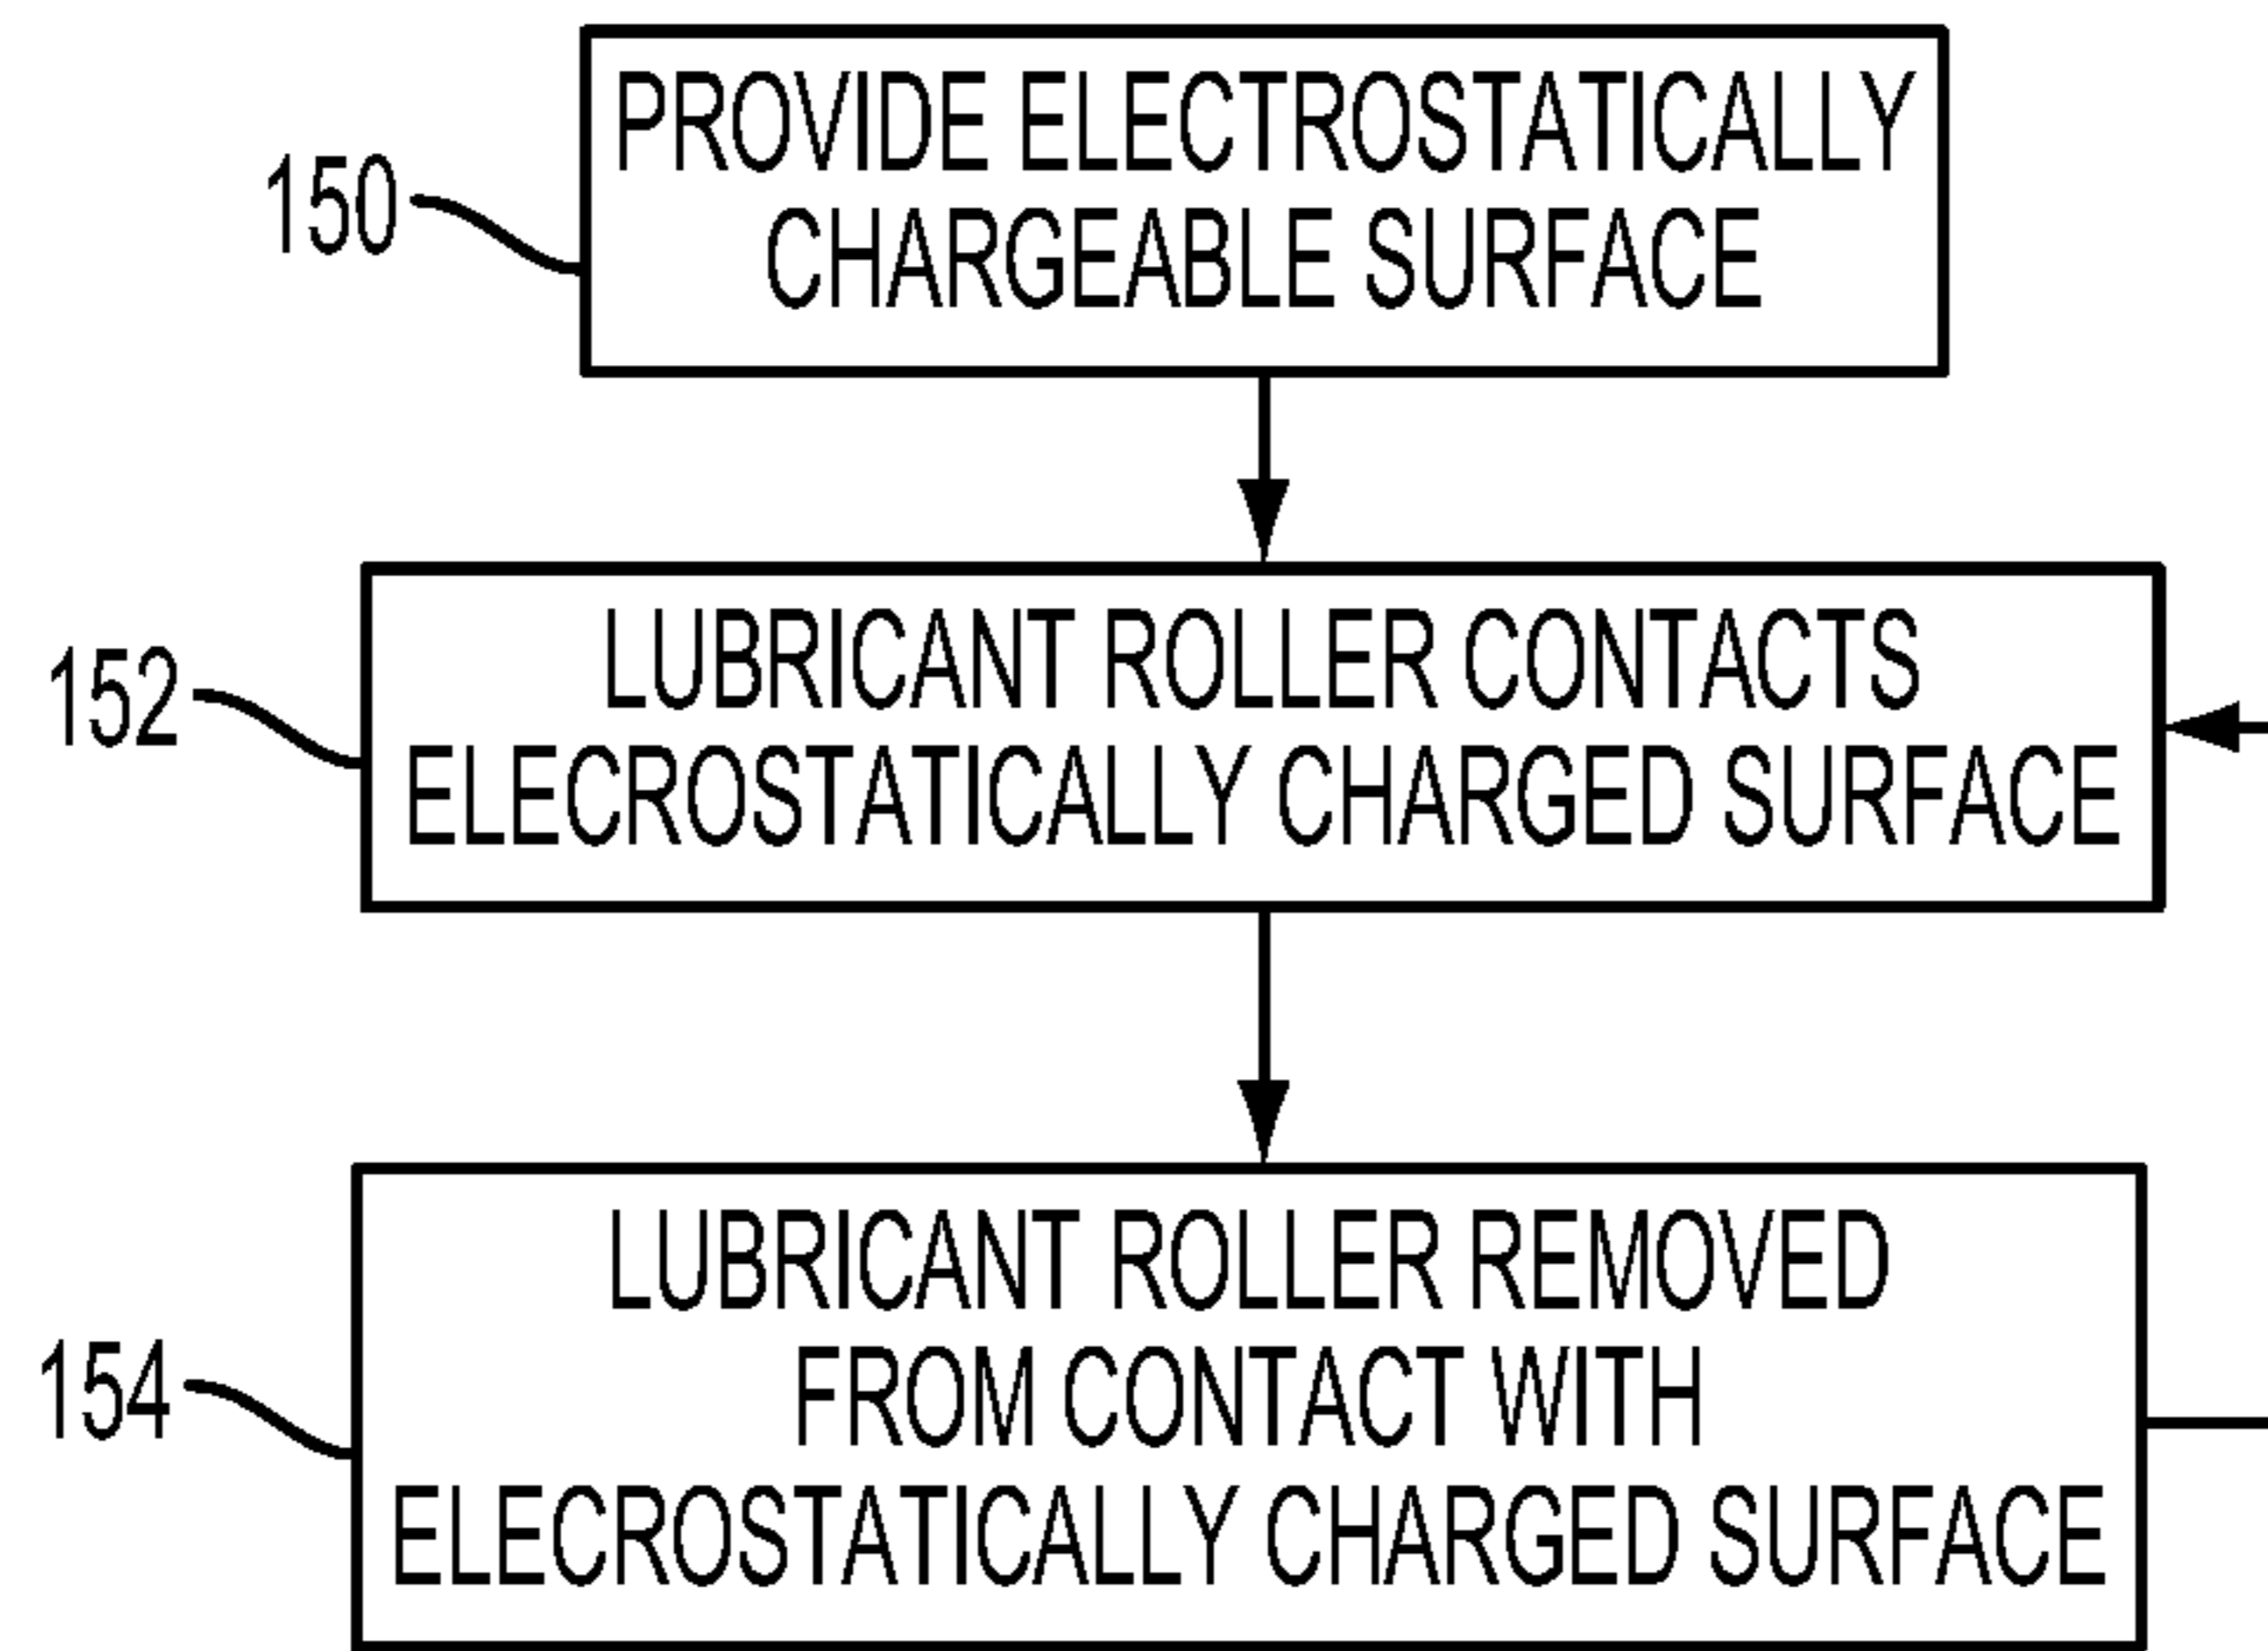 150
PROVIDE ELECTROSTATICALLY
CHARGEABLE SURFACE
152
LUBRICANT ROLLER CONTACTS
ELECROSTATICALLY CHARGED SURFACE
154
LUBRICANT ROLLER REMOVED
FROM CONTACT WITH
ELECROSTATICALLY CHARGED SURFACE